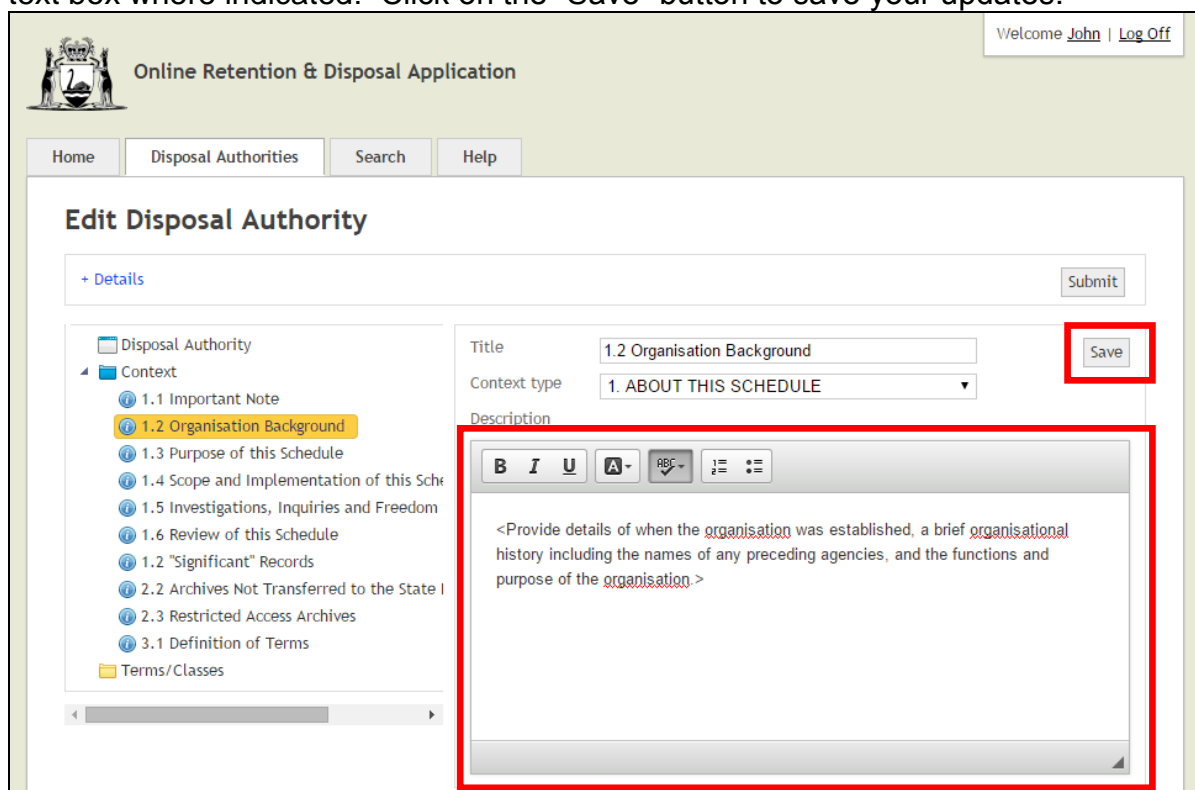 text box where indicated. Click on the "Save" button to save your updates.
Welcome John | Log Off
Online Retention & Disposal Application
Home Disposal Authorities Search Help
Edit Disposal Authority
+ Details
Submit
Disposal Authority
Context
1.1 Important Note
1.2 Organisation Background
1.3 Purpose of this Schedule
1.4 Scope and Implementation of this Sche
1.5 Investigations, Inquiries and Freedom
1.6 Review of this Schedule
1.2 "Significant" Records
2.2 Archives Not Transferred to the State
2.3 Restricted Access Archives
3.1 Definition of Terms
Terms/Classes
Title 1.2 Organisation Background
Save
Context type 1. ABOUT THIS SCHEDULE
Description
B I U A ABC
<Provide details of when the organisation was established, a brief organisational
history including the names of any preceding agencies, and the functions and
purpose of the organisation.>